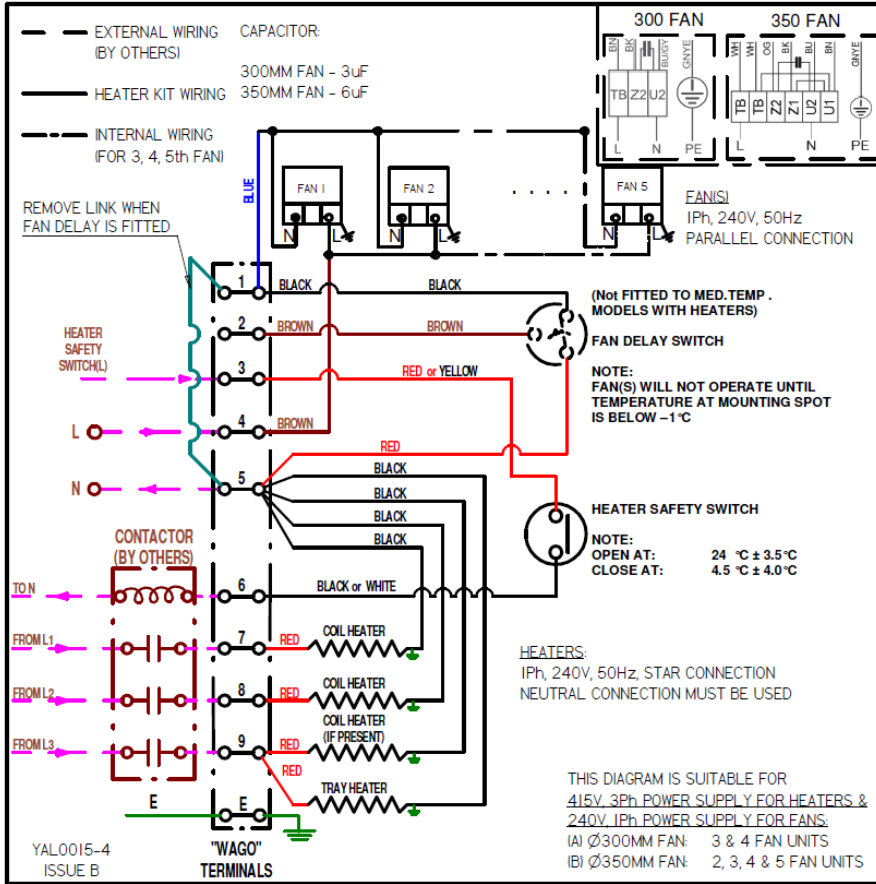 EXTERNAL WIRING
(BY OTHERS)
CAPACITOR:
300MM FAN - 3uF
350MM FAN - 6uF
HEATER KIT WIRING
INTERNAL WIRING
(FOR 3, 4, 5th FAN)
300 FAN
BN
BK
BU/GY
GNYE
TB
Z2
U2
L
N
PE
350 FAN
WH
WH
OG
BK
BU
BN
GNYE
TB
TB
Z2
Z1
U2
U1
L
N
PE
REMOVE LINK WHEN
FAN DELAY IS FITTED
BLUE
FAN 1
N
L
FAN 2
N
L
. . . .
FAN 5
N
L
FAN(S)
1Ph, 240V, 50Hz
PARALLEL CONNECTION
1
BLACK
BLACK
2
BROWN
BROWN
(Not FITTED TO MED.TEMP .
MODELS WITH HEATERS)
FAN DELAY SWITCH
NOTE:
FAN(S) WILL NOT OPERATE UNTIL
TEMPERATURE AT MOUNTING SPOT
IS BELOW –1°C
HEATER
SAFETY
SWITCH(L)
3
RED or YELLOW
L
4
BROWN
RED
N
5
BLACK
BLACK
BLACK
BLACK
HEATER SAFETY SWITCH
NOTE:
OPEN AT: 24 °C ± 3.5°C
CLOSE AT: 4.5 °C ± 4.0°C
CONTACTOR
(BY OTHERS)
TO N
6
BLACK or WHITE
FROM L1
7
RED
COIL HEATER
FROM L2
8
RED
COIL HEATER
FROM L3
9
RED
COIL HEATER
(IF PRESENT)
RED
TRAY HEATER
HEATERS:
1Ph, 240V, 50Hz, STAR CONNECTION
NEUTRAL CONNECTION MUST BE USED
E
E
"WAGO"
TERMINALS
YAL0015-4
ISSUE B
THIS DIAGRAM IS SUITABLE FOR
415V, 3Ph POWER SUPPLY FOR HEATERS &
240V, 1Ph POWER SUPPLY FOR FANS:
(A) Ø300MM FAN: 3 & 4 FAN UNITS
(B) Ø350MM FAN: 2, 3, 4 & 5 FAN UNITS